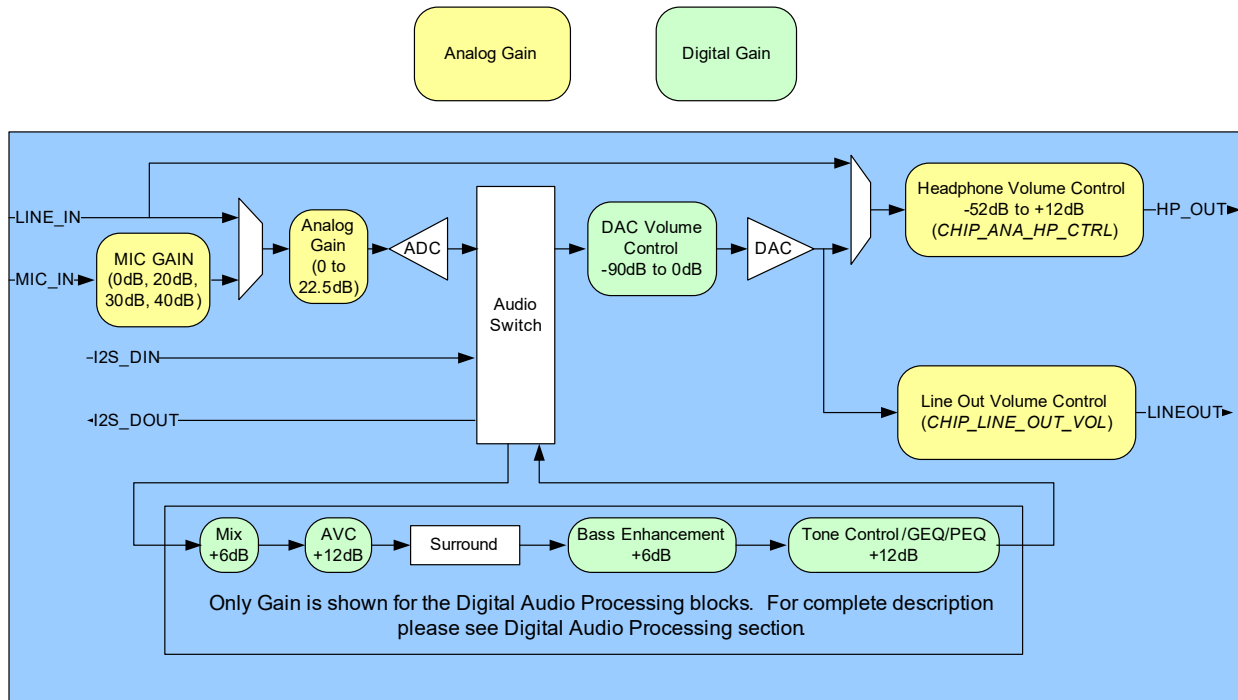 Analog Gain
Digital Gain
LINE_IN
MIC_IN
MIC GAIN
(0dB, 20dB,
30dB, 40dB)
Analog
Gain
(0 to
22.5dB)
ADC
Audio
Switch
DAC Volume
Control
-90dB to 0dB
DAC
Headphone Volume Control
-52dB to +12dB
(CHIP_ANA_HP_CTRL)
HP_OUT
I2S_DIN
I2S_DOUT
Line Out Volume Control
(CHIP_LINE_OUT_VOL)
LINEOUT
Mix
+6dB
AVC
+12dB
Surround
Bass Enhancement
+6dB
Tone Control/GEQ/PEQ
+12dB
Only Gain is shown for the Digital Audio Processing blocks. For complete description
please see Digital Audio Processing section.